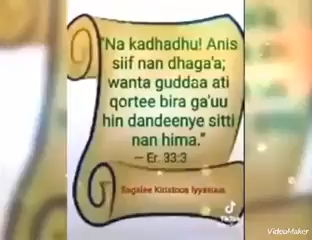 "Na kadhadhu! Anis
siif nan dhaga'a;
wanta guddaa ati
qortee bira ga'uu
hin dandeenye sitti
nan hima."
— Er. 33:3
Sagalee Kiristoos Iyyasuus
TikTok
VideoMaker